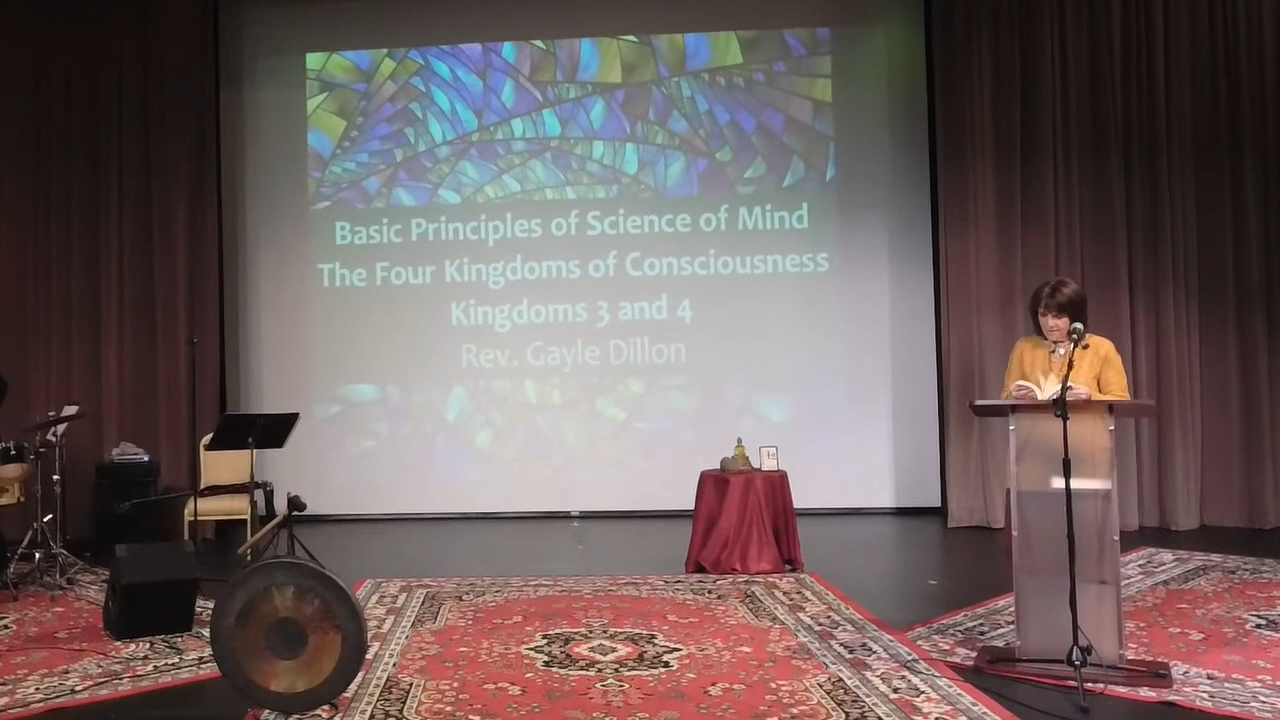 Basic Principles of Science of Mind
The Four Kingdoms of Consciousness
Kingdoms 3 and 4
Rev. Gayle Dillon